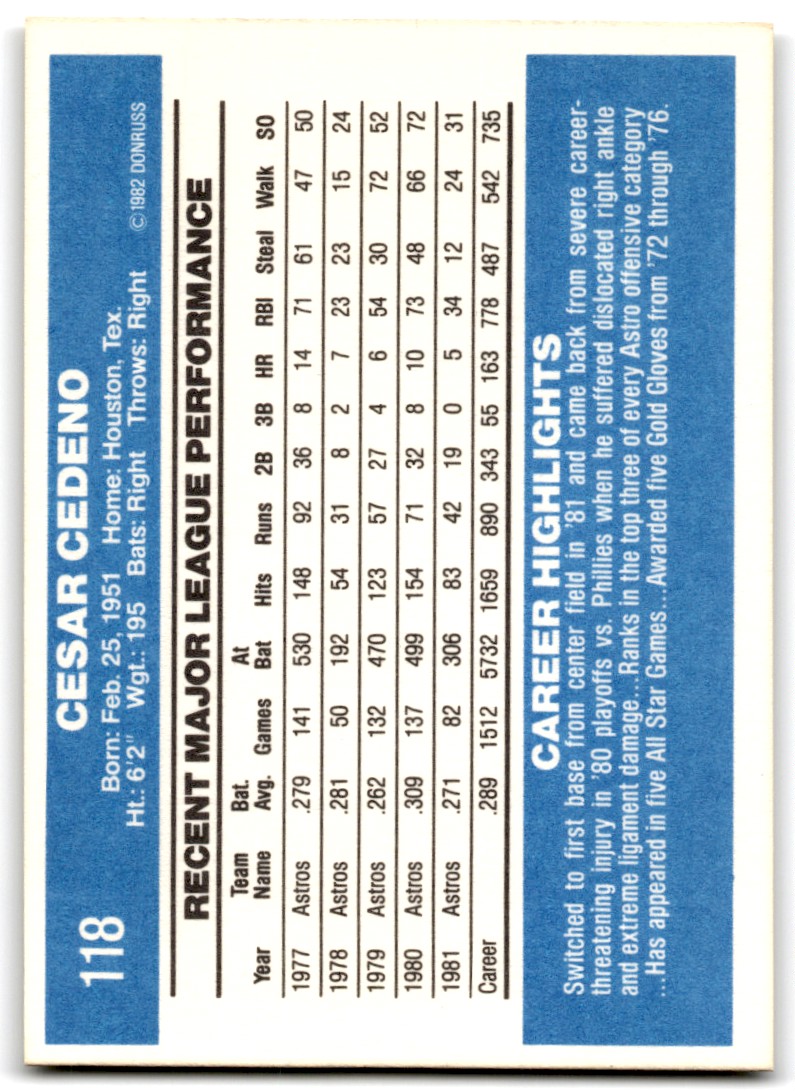 118
CESAR CEDENO
Born: Feb. 25, 1951 Home: Houston, Tex.
Ht.: 6'2" Wgt.: 195 Bats: Right Throws: Right ©1982 DONRUSS
RECENT MAJOR LEAGUE PERFORMANCE
Year Team Name Bat. Avg. Games At Bat Hits Runs 2B 3B HR RBI Steal Walk SO
1977 Astros .279 141 530 148 92 36 8 14 71 61 47 50
1978 Astros .281 50 192 54 31 8 2 7 23 23 15 24
1979 Astros .262 132 470 123 57 27 4 6 54 30 72 52
1980 Astros .309 137 499 154 71 32 8 10 73 48 66 72
1981 Astros .271 82 306 83 42 19 0 5 34 12 24 31
Career .289 1512 5732 1659 890 343 55 163 778 487 542 735
CAREER HIGHLIGHTS
Switched to first base from center field in '81 and came back from severe career-
threatening injury in '80 playoffs vs. Phillies when he suffered dislocated right ankle
and extreme ligament damage...Ranks in the top three of every Astro offensive category
...Has appeared in five All Star Games...Awarded five Gold Gloves from '72 through '76.